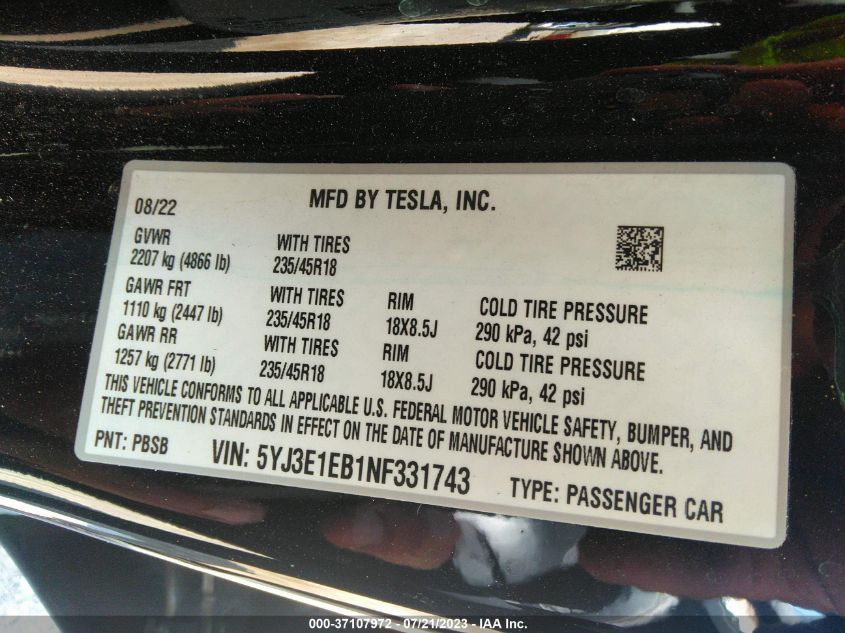 08/22 MFD BY TESLA, INC.
GVWR WITH TIRES
2207 kg (4866 lb) 235/45R18
GAWR FRT WITH TIRES RIM COLD TIRE PRESSURE
1110 kg (2447 lb) 235/45R18 18X8.5J 290 kPa, 42 psi
GAWR RR WITH TIRES RIM COLD TIRE PRESSURE
1257 kg (2771 lb) 235/45R18 18X8.5J 290 kPa, 42 psi
THIS VEHICLE CONFORMS TO ALL APPLICABLE U.S. FEDERAL MOTOR VEHICLE SAFETY, BUMPER, AND
THEFT PREVENTION STANDARDS IN EFFECT ON THE DATE OF MANUFACTURE SHOWN ABOVE.
PNT: PBSB VIN: 5YJ3E1EB1NF331743 TYPE: PASSENGER CAR
000-37107972 - 07/21/2023 - IAA Inc.